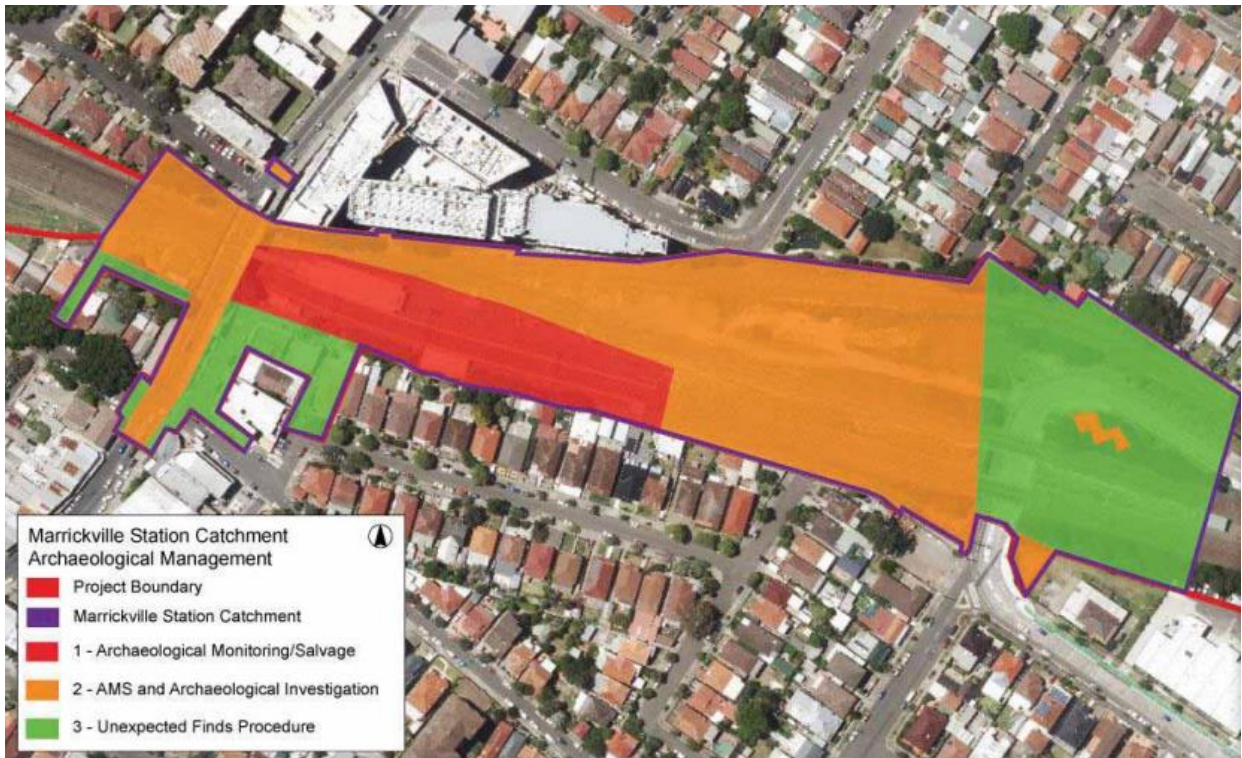 Marrickville Station Catchment
Archaeological Management
Project Boundary
Marrickville Station Catchment
1 - Archaeological Monitoring/Salvage
2 - AMS and Archaeological Investigation
3 - Unexpected Finds Procedure